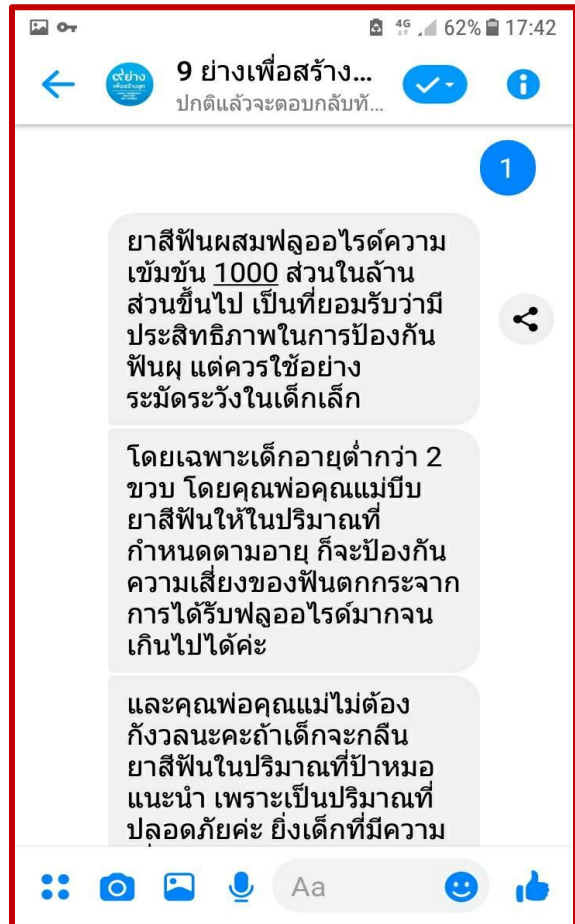 4G 62% 17:42
9 ย่างเพื่อสร้าง...
ปกติแล้วจะตอบกลับทั...
๙ย่าง
เพื่อสร้างลูก
1
ยาสีฟันผสมฟลูออไรด์ความ
เข้มข้น 1000 ส่วนในล้าน
ส่วนขึ้นไป เป็นที่ยอมรับว่ามี
ประสิทธิภาพในการป้องกัน
ฟันผุ แต่ควรใช้อย่าง
ระมัดระวังในเด็กเล็ก
โดยเฉพาะเด็กอายุต่ำกว่า 2
ขวบ โดยคุณพ่อคุณแม่บีบ
ยาสีฟันให้ในปริมาณที่
กำหนดตามอายุ ก็จะป้องกัน
ความเสี่ยงของฟันตกกระจาก
การได้รับฟลูออไรด์มากจน
เกินไปได้ค่ะ
และคุณพ่อคุณแม่ไม่ต้อง
กังวลนะคะถ้าเด็กจะกลืน
ยาสีฟันในปริมาณที่ป้าหมอ
แนะนำ เพราะเป็นปริมาณที่
ปลอดภัยค่ะ ยิ่งเด็กที่มีความ
Aa